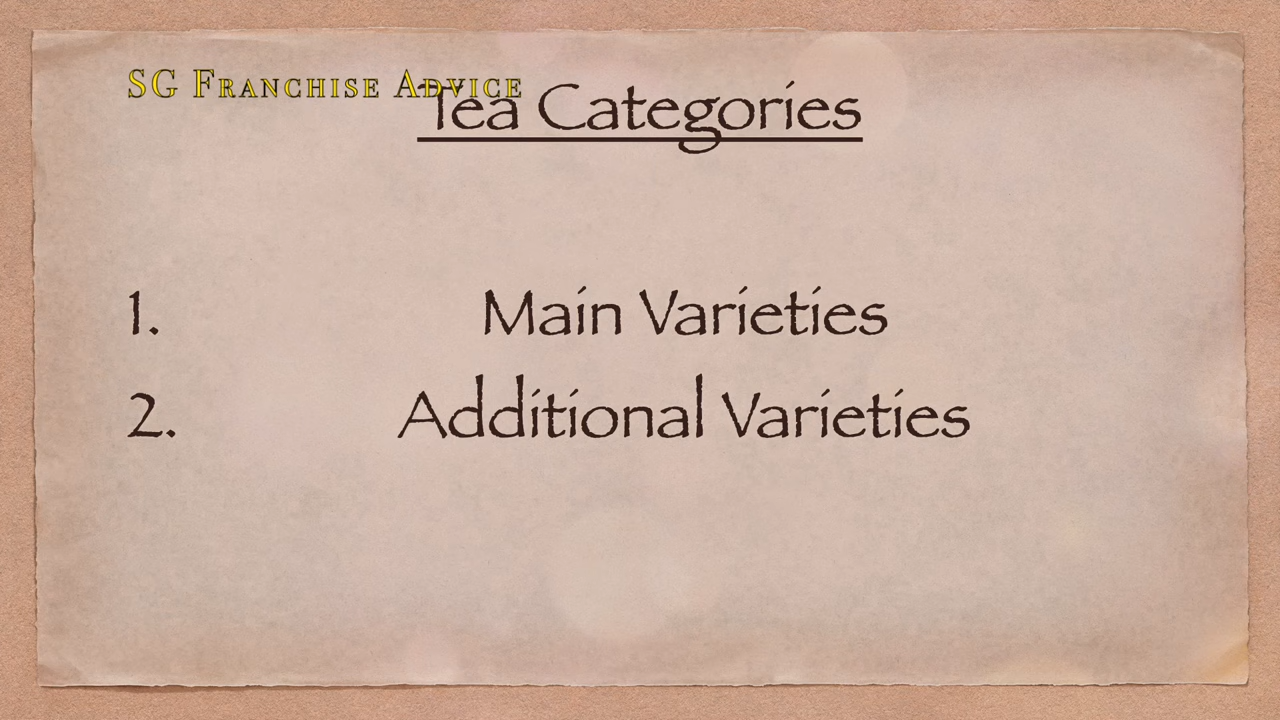 SG Franchise Advice
Tea Categories
1. Main Varieties
2. Additional Varieties